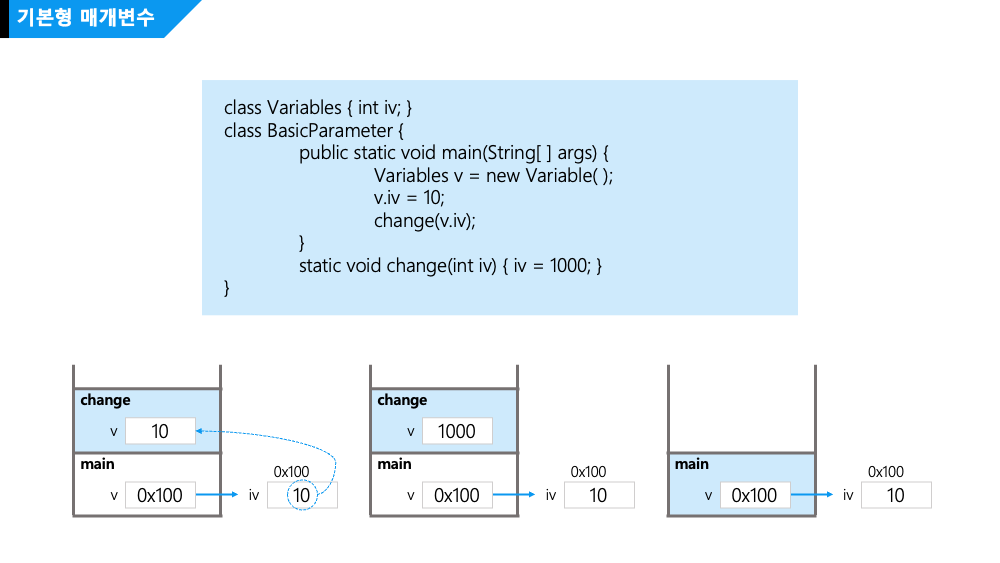 기본형 매개변수
class Variables { int iv; }
class BasicParameter {
public static void main(String[ ] args) {
Variables v = new Variable( );
v.iv = 10;
change(v.iv);
}
static void change(int iv) { iv = 1000; }
}
change
v 10
main
0x100
v 0x100 iv 10
change
v 1000
main
0x100
v 0x100 iv 10
main
0x100
v 0x100 iv 10